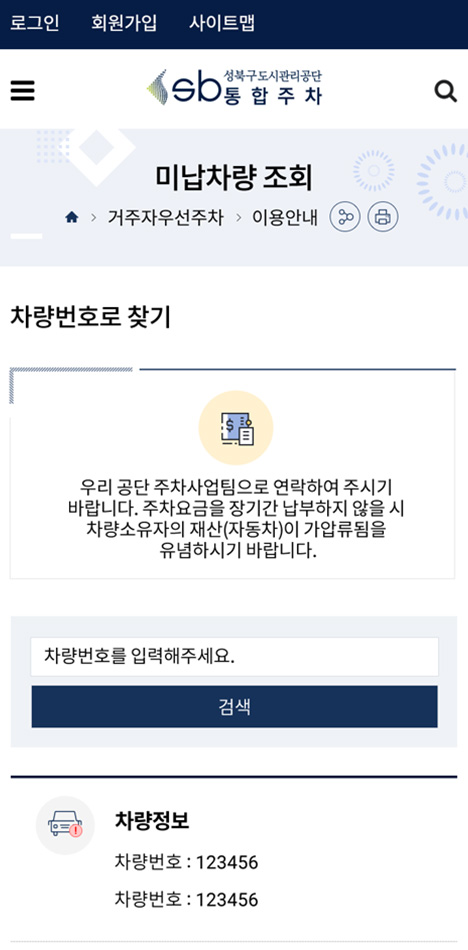 로그인 회원가입 사이트맵
sb 성북구도시관리공단
통합주차
미납차량 조회
거주자우선주차 > 이용안내
차량번호로 찾기
우리 공단 주차사업팀으로 연락하여 주시기
바랍니다. 주차요금을 장기간 납부하지 않을 시
차량소유자의 재산(자동차)이 가압류됨을
유념하시기 바랍니다.
차량번호를 입력해주세요.
검색
차량정보
차량번호 : 123456
차량번호 : 123456